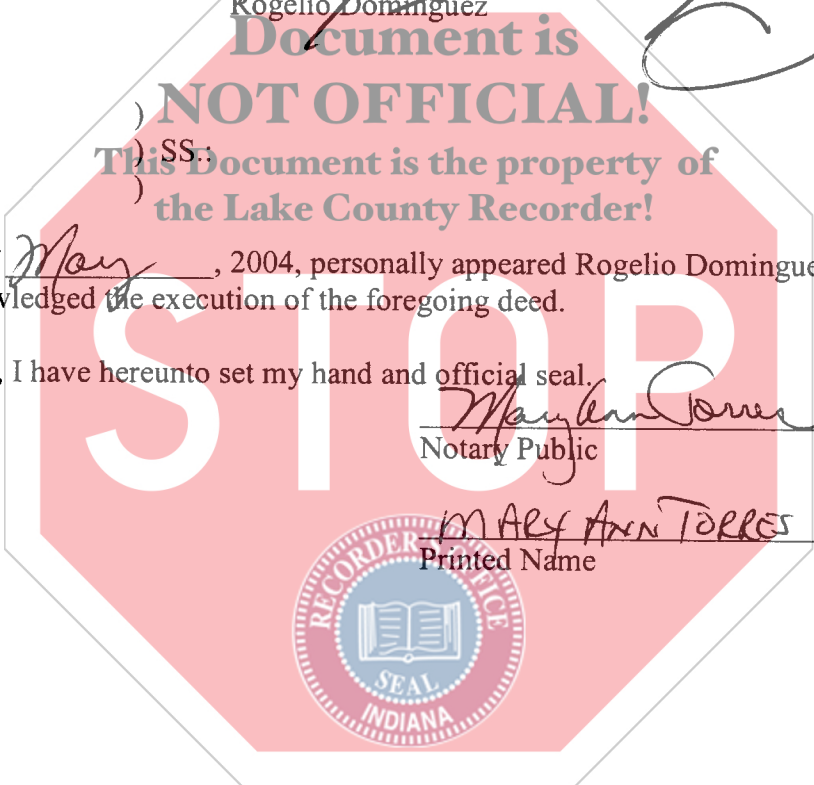 Rogelio Dominguez
Document is
NOT OFFICIAL!
)
) SS.:
This Document is the property of
)
the Lake County Recorder!
May, 2004, personally appeared Rogelio Domingue
vledged the execution of the foregoing deed.
, I have hereunto set my hand and official seal.
STOP
Mary Ann Torres
Notary Public
MARY ANN TORRES
Printed Name
RECORDER'S OFFICE
SEAL
INDIANA